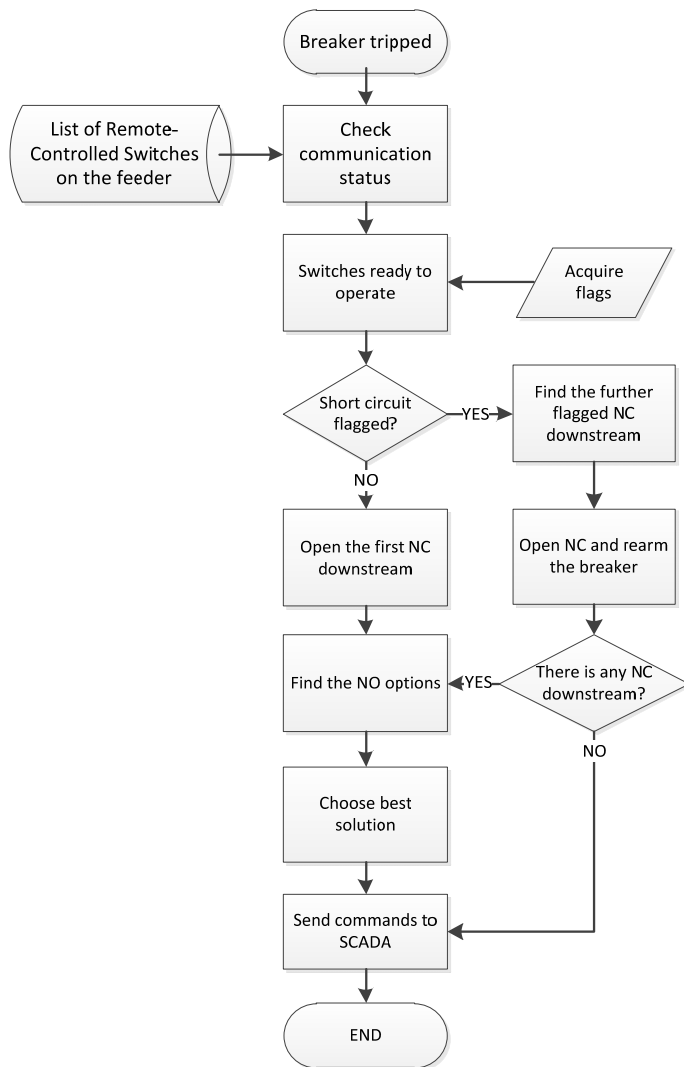 Breaker tripped
List of Remote-
Controlled Switches
on the feeder
Check
communication
status
Switches ready to
operate
Acquire
flags
Short circuit
flagged?
YES
Find the further
flagged NC
downstream
NO
Open the first NC
downstream
Open NC and rearm
the breaker
Find the NO options
YES
There is any NC
downstream?
NO
Choose best
solution
Send commands to
SCADA
END